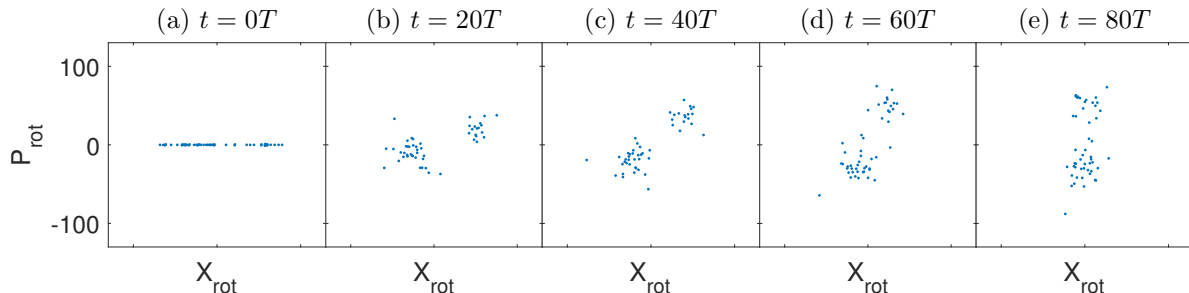 (a) t = 0T (b) t = 20T (c) t = 40T (d) t = 60T (e) t = 80T
100
0
-100
P_rot
X_rot X_rot X_rot X_rot X_rot